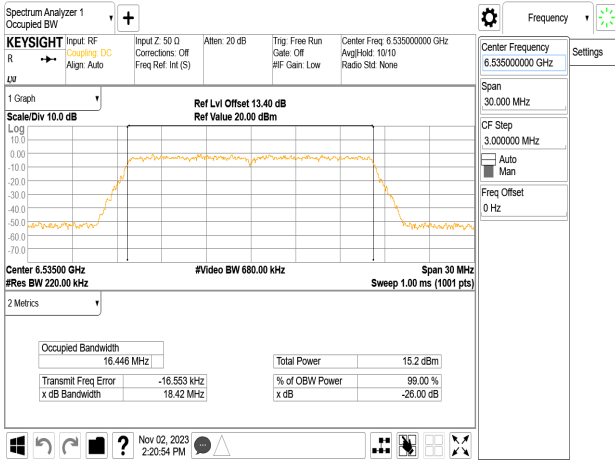 Spectrum Analyzer 1
Occupied BW
KEYSIGHT
R
LXI
Input: RF
Coupling: DC
Align: Auto
Input Z: 50 Ω
Corrections: Off
Freq Ref: Int (S)
Atten: 20 dB
Trig: Free Run
Gate: Off
#IF Gain: Low
Center Freq: 6.535000000 GHz
Avg|Hold: 10/10
Radio Std: None
1 Graph
Scale/Div 10.0 dB
Ref Lvl Offset 13.40 dB
Ref Value 20.00 dBm
Log
10.0
0.00
-10.0
-20.0
-30.0
-40.0
-50.0
-60.0
-70.0
Center 6.53500 GHz
#Video BW 680.00 kHz
Span 30 MHz
#Res BW 220.00 kHz
Sweep 1.00 ms (1001 pts)
2 Metrics
Occupied Bandwidth
16.446 MHz
Total Power 15.2 dBm
Transmit Freq Error -16.553 kHz
% of OBW Power 99.00 %
x dB Bandwidth 18.42 MHz
x dB -26.00 dB
?
Nov 02, 2023
2:20:54 PM
Frequency
Settings
Center Frequency
6.535000000 GHz
Span
30.000 MHz
CF Step
3.000000 MHz
Auto
Man
Freq Offset
0 Hz